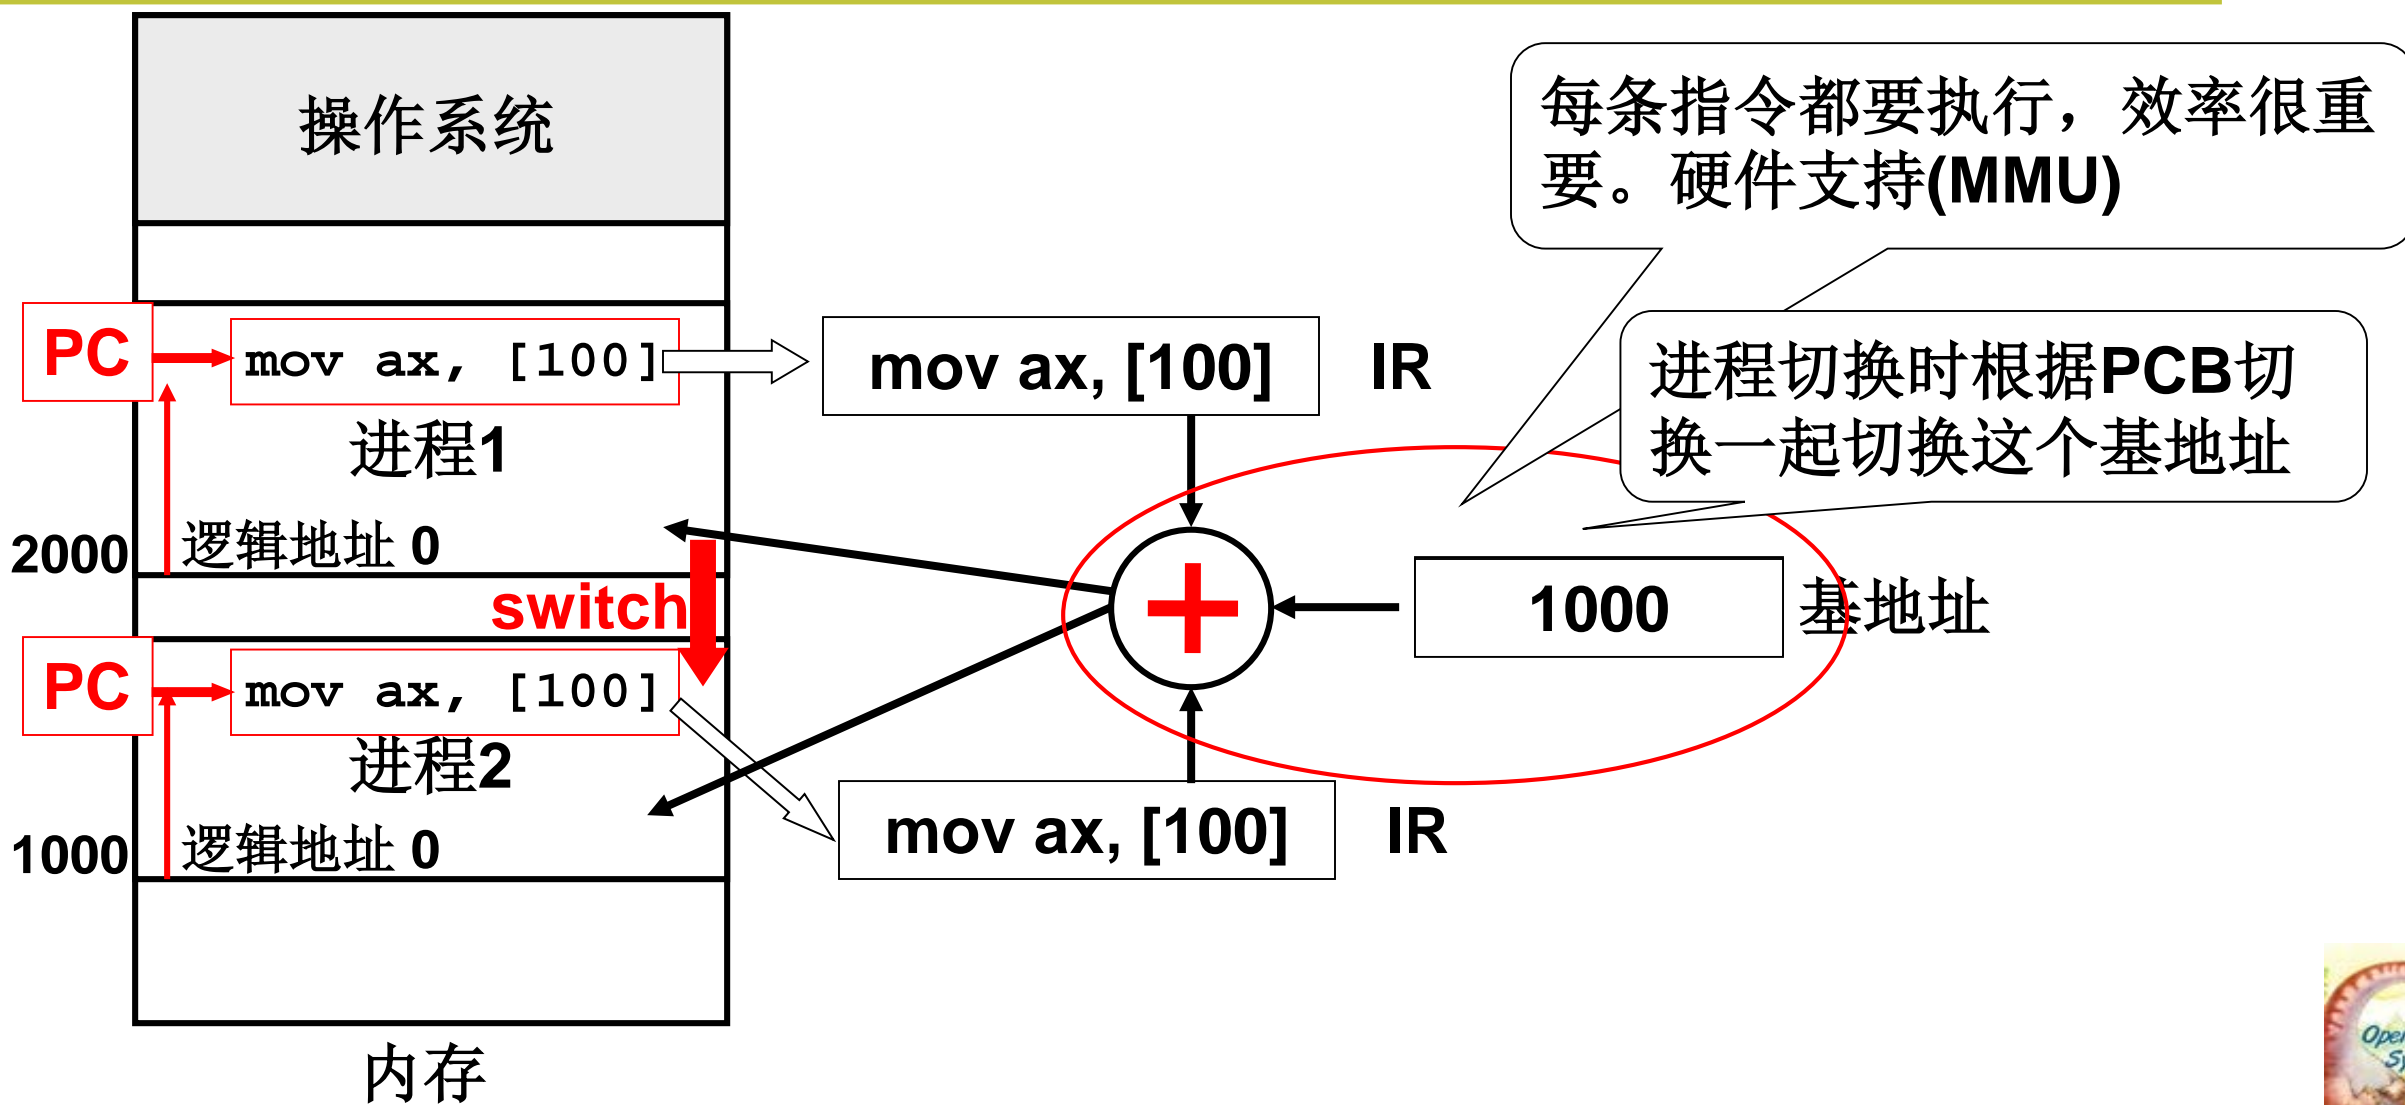 操作系统
每条指令都要执行，效率很重
要。硬件支持(MMU)
PC
mov ax, [100]
mov ax, [100]
IR
进程切换时根据PCB切
换一起切换这个基地址
进程1
2000
逻辑地址 0
switch
1000
基地址
PC
mov ax, [100]
进程2
mov ax, [100]
IR
1000
逻辑地址 0
内存